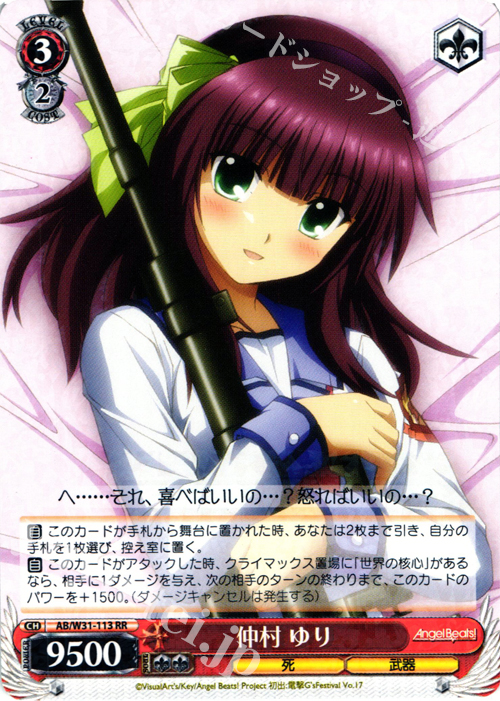 LEVEL
3
2
COST
ードショップ
へ……それ、喜べばいいの…？怒ればいいの…？
自 このカードが手札から舞台に置かれた時、あなたは2枚まで引き、自分の
手札を1枚選び、控え室に置く。
自 このカードがアタックした時、クライマックス置場に「世界の核心」がある
なら、相手に1ダメージを与え、次の相手のターンの終わりまで、このカードの
パワーを＋1500。（ダメージキャンセルは発生する）
CH AB/W31-113 RR
仲村 ゆり
Angel Beats!
POWER
9500
SOUL
死
武器
©VisualArt's/Key/Angel Beats! Project 初出:電撃G'sFestival Vo.17
ei.jp